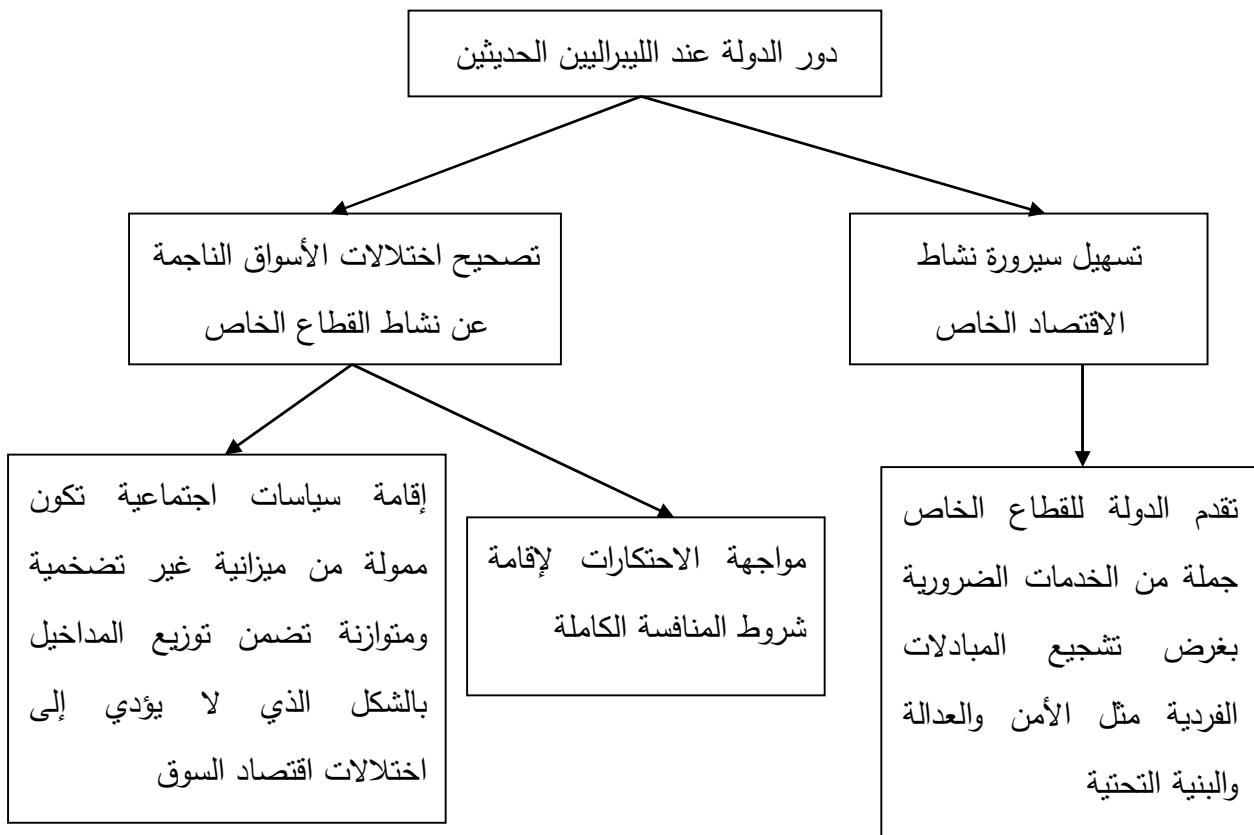 دور الدولة عند الليبراليين الحديثين
تسهيل سيرورة نشاط
الاقتصاد الخاص
تصحيح اختلالات الأسواق الناجمة
عن نشاط القطاع الخاص
تقدم الدولة للقطاع الخاص
جملة من الخدمات الضرورية
بغرض تشجيع المبادلات
الفردية مثل الأمن والعدالة
والبنية التحتية
مواجهة الاحتكارات لإقامة
شروط المنافسة الكاملة
إقامة سياسات اجتماعية تكون
ممولة من ميزانية غير تضخمية
ومتوازنة تضمن توزيع المداخيل
بالشكل الذي لا يؤدي إلى
اختلالات اقتصاد السوق